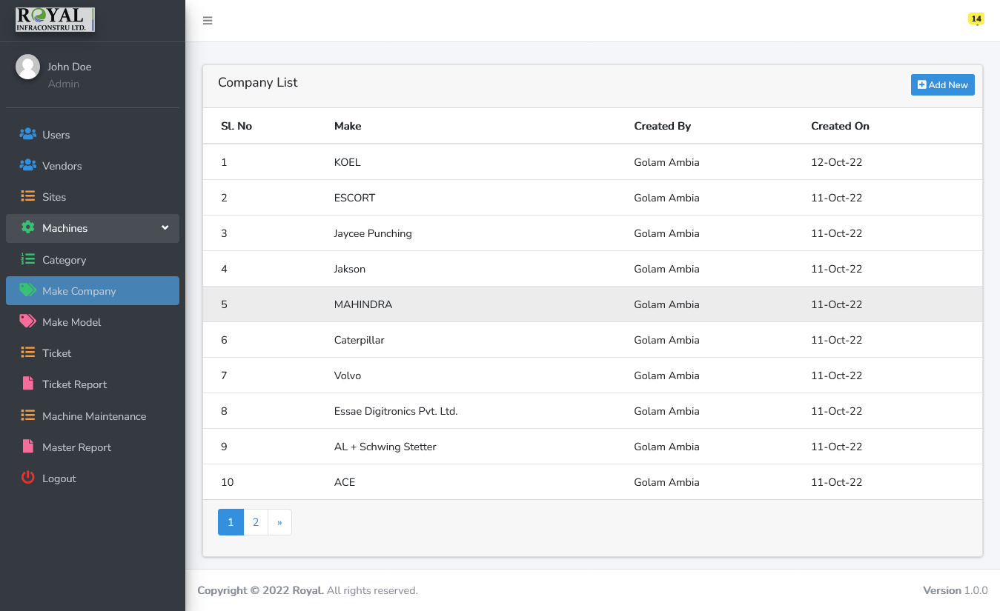 ROYAL
INFRACONSTRU LTD.
14
John Doe
Admin
Users
Vendors
Sites
Machines
Category
Make Company
Make Model
Ticket
Ticket Report
Machine Maintenance
Master Report
Logout
Company List
Add New
Sl. No Make Created By Created On
1 KOEL Golam Ambia 12-Oct-22
2 ESCORT Golam Ambia 11-Oct-22
3 Jaycee Punching Golam Ambia 11-Oct-22
4 Jakson Golam Ambia 11-Oct-22
5 MAHINDRA Golam Ambia 11-Oct-22
6 Caterpillar Golam Ambia 11-Oct-22
7 Volvo Golam Ambia 11-Oct-22
8 Essae Digitronics Pvt. Ltd. Golam Ambia 11-Oct-22
9 AL + Schwing Stetter Golam Ambia 11-Oct-22
10 ACE Golam Ambia 11-Oct-22
1 2 »
Copyright © 2022 Royal. All rights reserved. Version 1.0.0